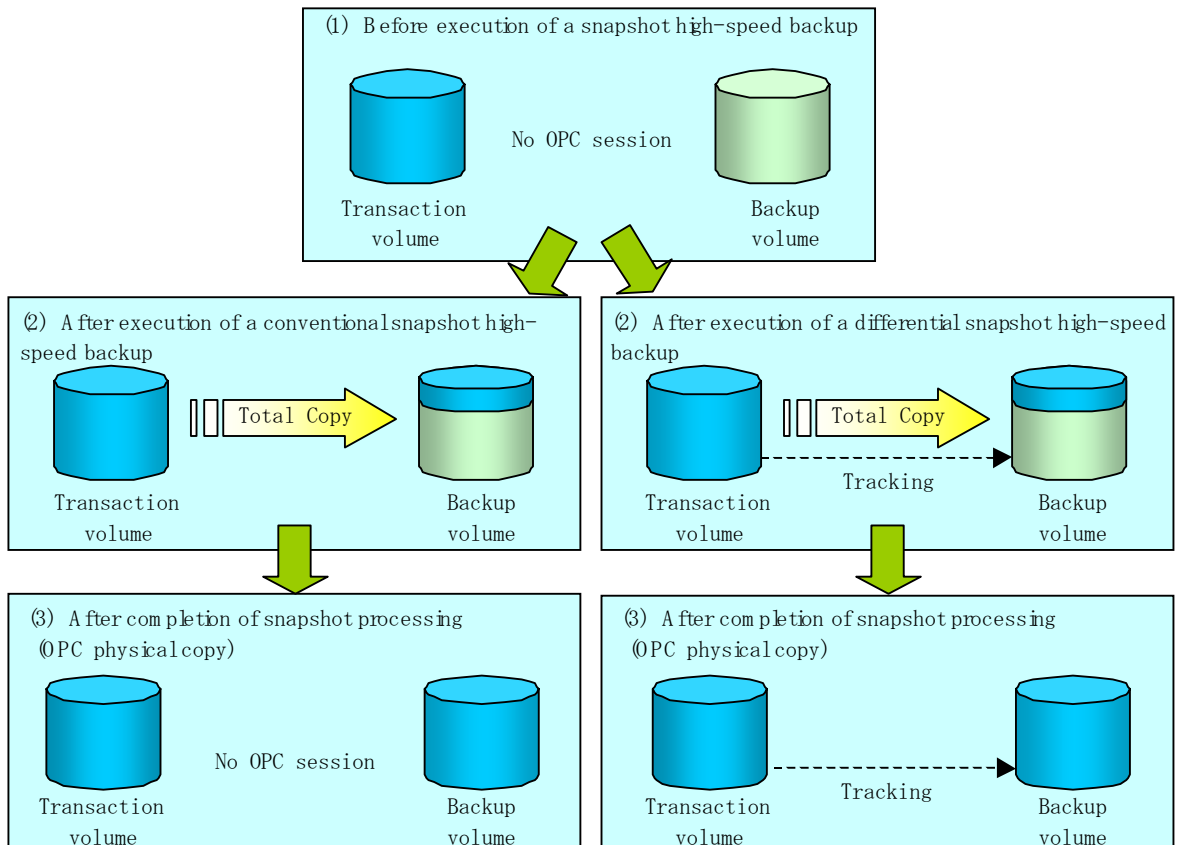 (1) Before execution of a snapshot high-speed backup
No OPC session
Transaction
volume
Backup
volume
(2) After execution of a conventional snapshot high-
speed backup
Total Copy
Transaction
volume
Backup
volume
(2) After execution of a differential snapshot high-speed
backup
Total Copy
Tracking
Transaction
volume
Backup
volume
(3) After completion of snapshot processing
(OPC physical copy)
No OPC session
Transaction
volume
Backup
volume
(3) After completion of snapshot processing
(OPC physical copy)
Tracking
Transaction
volume
Backup
volume